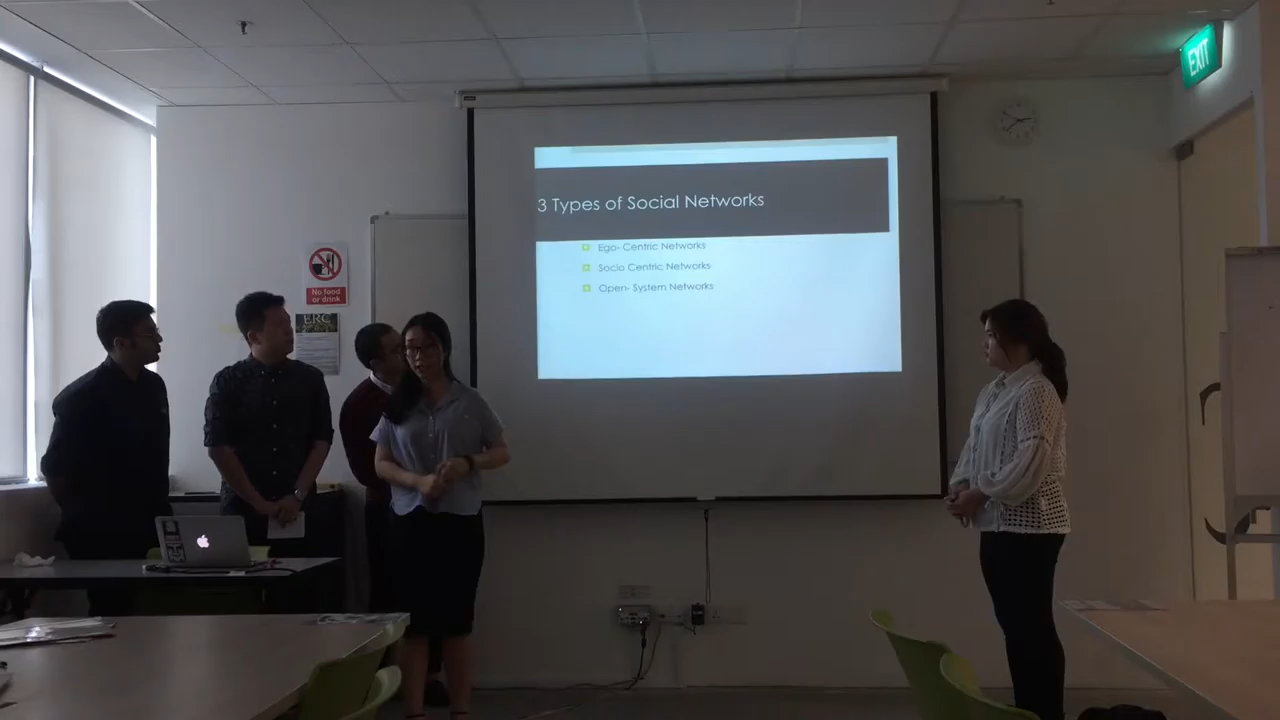 EXIT
3 Types of Social Networks
Ego- Centric Networks
Socio Centric Networks
Open- System Networks
No food
or drink
ERC